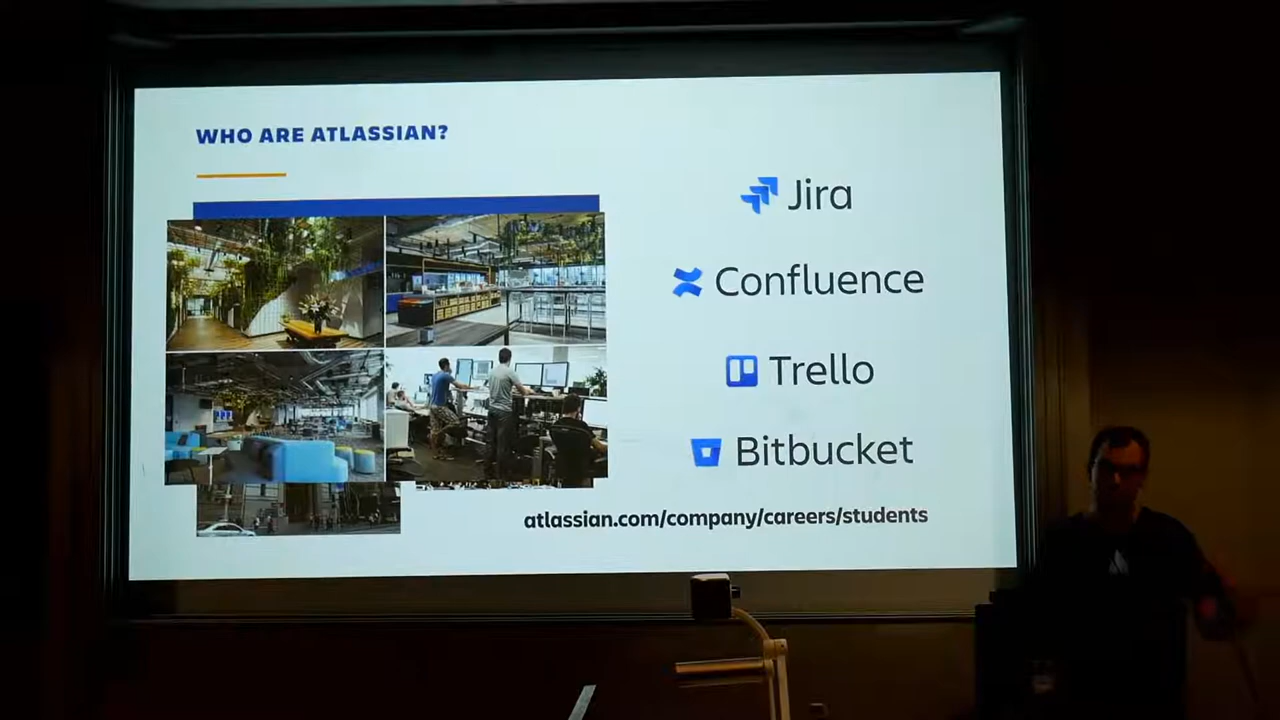 WHO ARE ATLASSIAN?
Jira
Confluence
Trello
Bitbucket
atlassian.com/company/careers/students